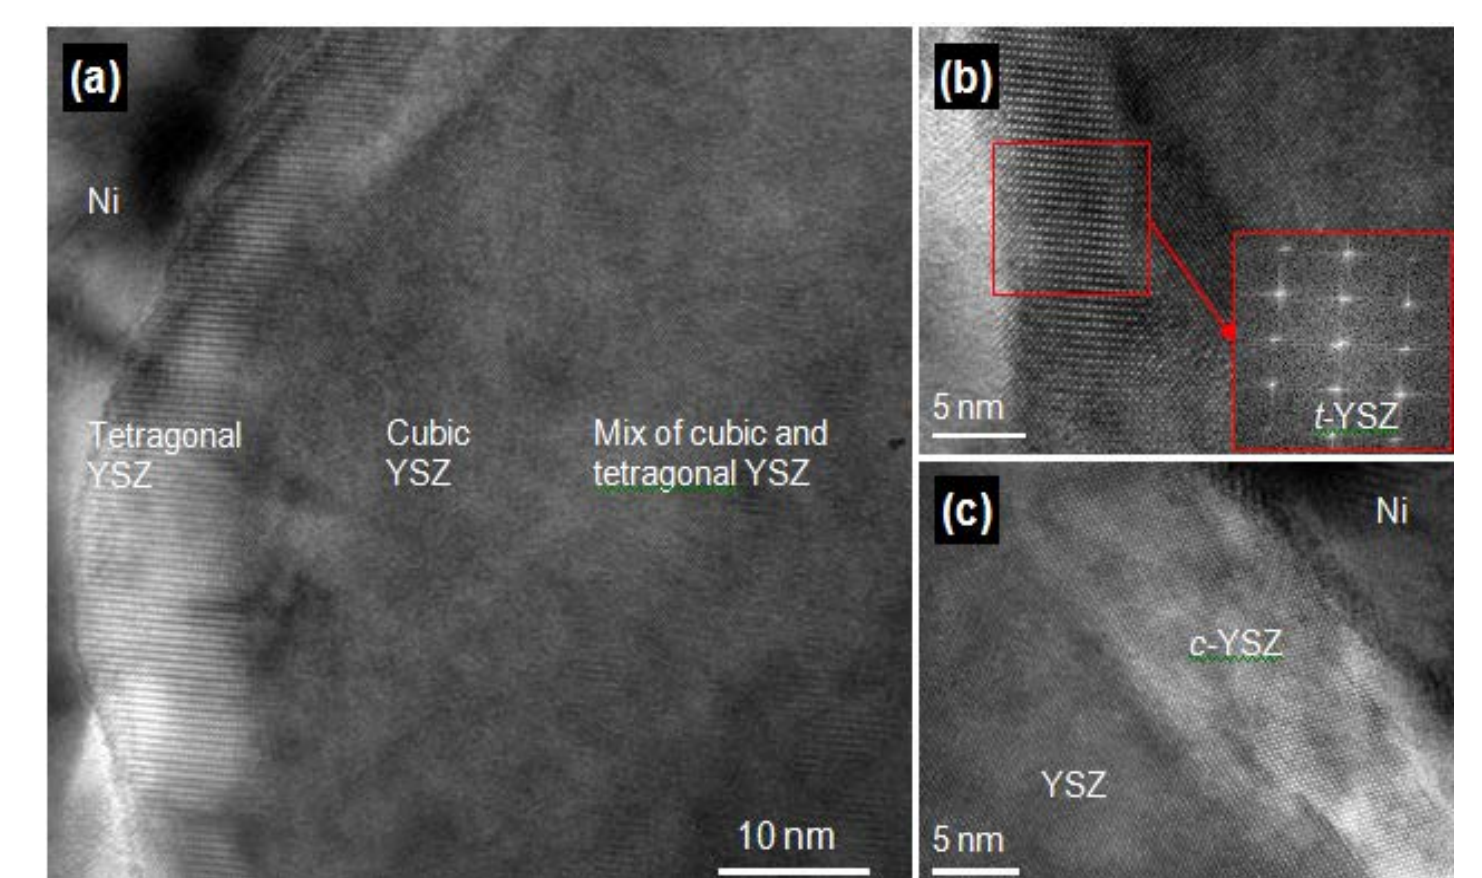 (a)
Ni
Tetragonal
YSZ
Cubic
YSZ
Mix of cubic and
tetragonal YSZ
10 nm
(b)
5 nm
t-YSZ
(c)
Ni
c-YSZ
YSZ
5 nm